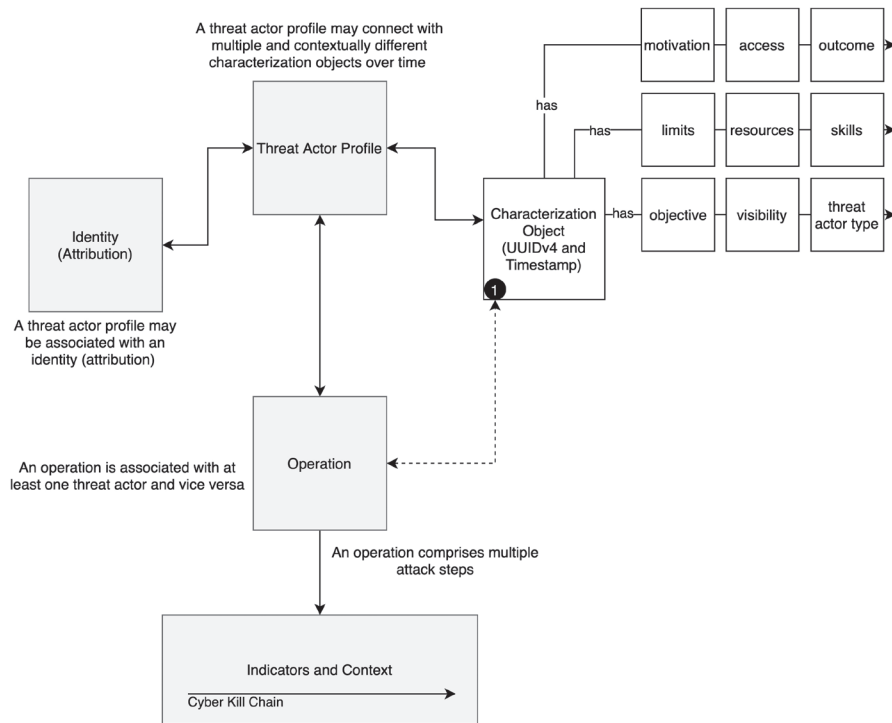 A threat actor profile may connect with
multiple and contextually different
characterization objects over time
motivation
access
outcome
has
limits
resources
skills
has
Threat Actor Profile
Identity
(Attribution)
Characterization
Object
(UUIDv4 and
Timestamp)
1
has
objective
visibility
threat
actor type
A threat actor profile may
be associated with an
identity (attribution)
An operation is associated with at
least one threat actor and vice versa
Operation
An operation comprises multiple
attack steps
Indicators and Context
Cyber Kill Chain